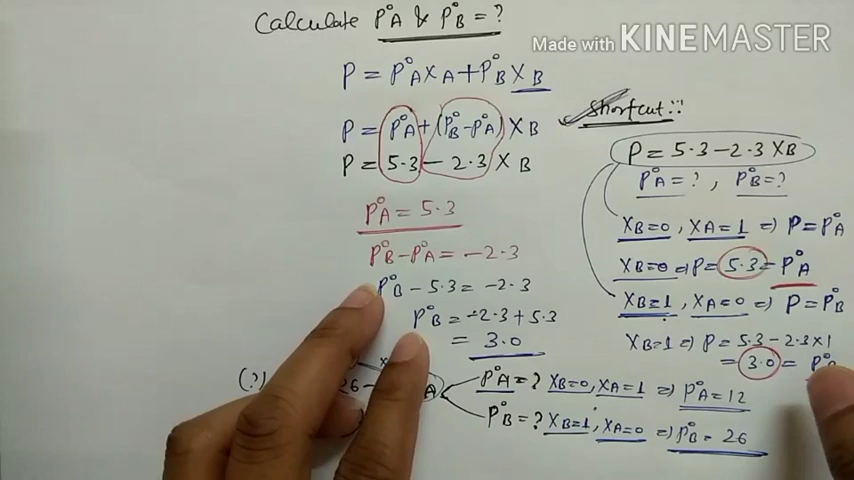 Calculate P°A & P°B = ?
Made with KINEMASTER
P = P°A XA + P°B XB
P = P°A + (P°B - P°A) XB
P = 5.3 - 2.3 XB
P°A = 5.3
P°B - P°A = -2.3
P°B - 5.3 = -2.3
P°B = -2.3 + 5.3
= 3.0
Shortcut::
P = 5.3 - 2.3 XB
P°A = ? , P°B = ?
XB=0, XA=1 => P = P°A
XB=0 => P = 5.3 = P°A
XB=1, XA=0 => P = P°B
XB=1 => P = 5.3 - 2.3×1
= 3.0 =
(?) 26 - A
P°A = ? XB=0, XA=1 => P°A = 12
P°B = ? XB=1, XA=0 => P°B = 26